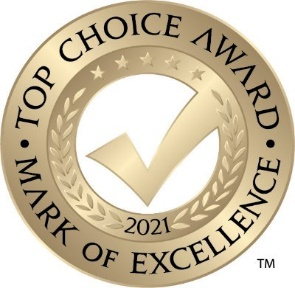 • TOP CHOICE AWARD •
2021
MARK OF EXCELLENCE
TM